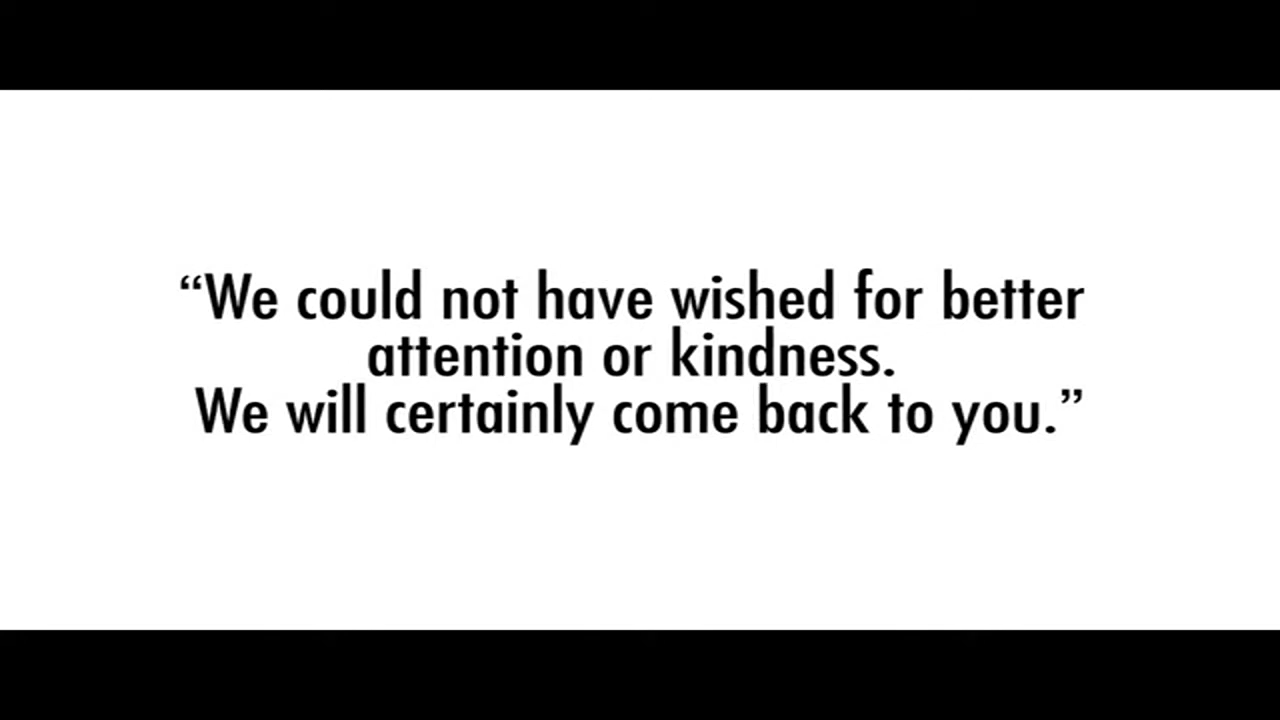 “We could not have wished for better
attention or kindness.
We will certainly come back to you.”